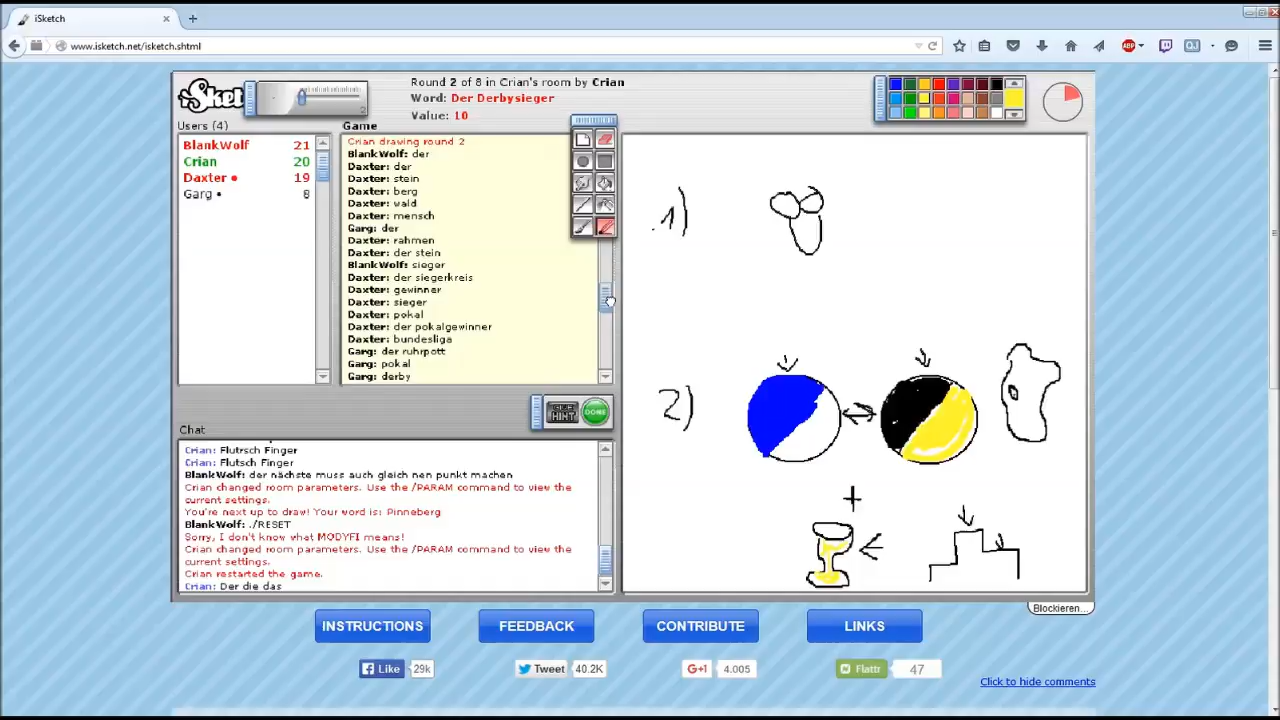 iSketch
www.isketch.net/isketch.shtml
ABP
iSket
2
Round 2 of 8 in Crian's room by Crian
Word: Der Derbysieger
Value: 10
Users (4)
BlankWolf 21
Crian 20
Daxter 19
Garg 8
Game
Crian drawing round 2
BlankWolf: der
Daxter: der
Daxter: stein
Daxter: berg
Daxter: wald
Daxter: mensch
Garg: der
Daxter: rahmen
Daxter: der stein
BlankWolf: sieger
Daxter: der siegerkreis
Daxter: gewinner
Daxter: sieger
Daxter: pokal
Daxter: der pokalgewinner
Daxter: bundesliga
Garg: der ruhrpott
Garg: pokal
Garg: derby
HINT
DONE
1)
2)
+
Chat
Crian: Flutrsch Finger
Crian: Flutsch Finger
BlankWolf: der nächste muss auch gleich nen punkt machen
Crian changed room parameters. Use the /PARAM command to view the
current settings.
You're next up to draw! Your word is: Pinneberg
BlankWolf: ./RESET
Sorry, I don't know what MODYFI means!
Crian changed room parameters. Use the /PARAM command to view the
current settings.
Crian restarted the game.
Crian: Der die das
Blockieren...
INSTRUCTIONS
FEEDBACK
CONTRIBUTE
LINKS
Like 29k
Tweet 40.2K
+1 4.005
Flattr 47
Click to hide comments